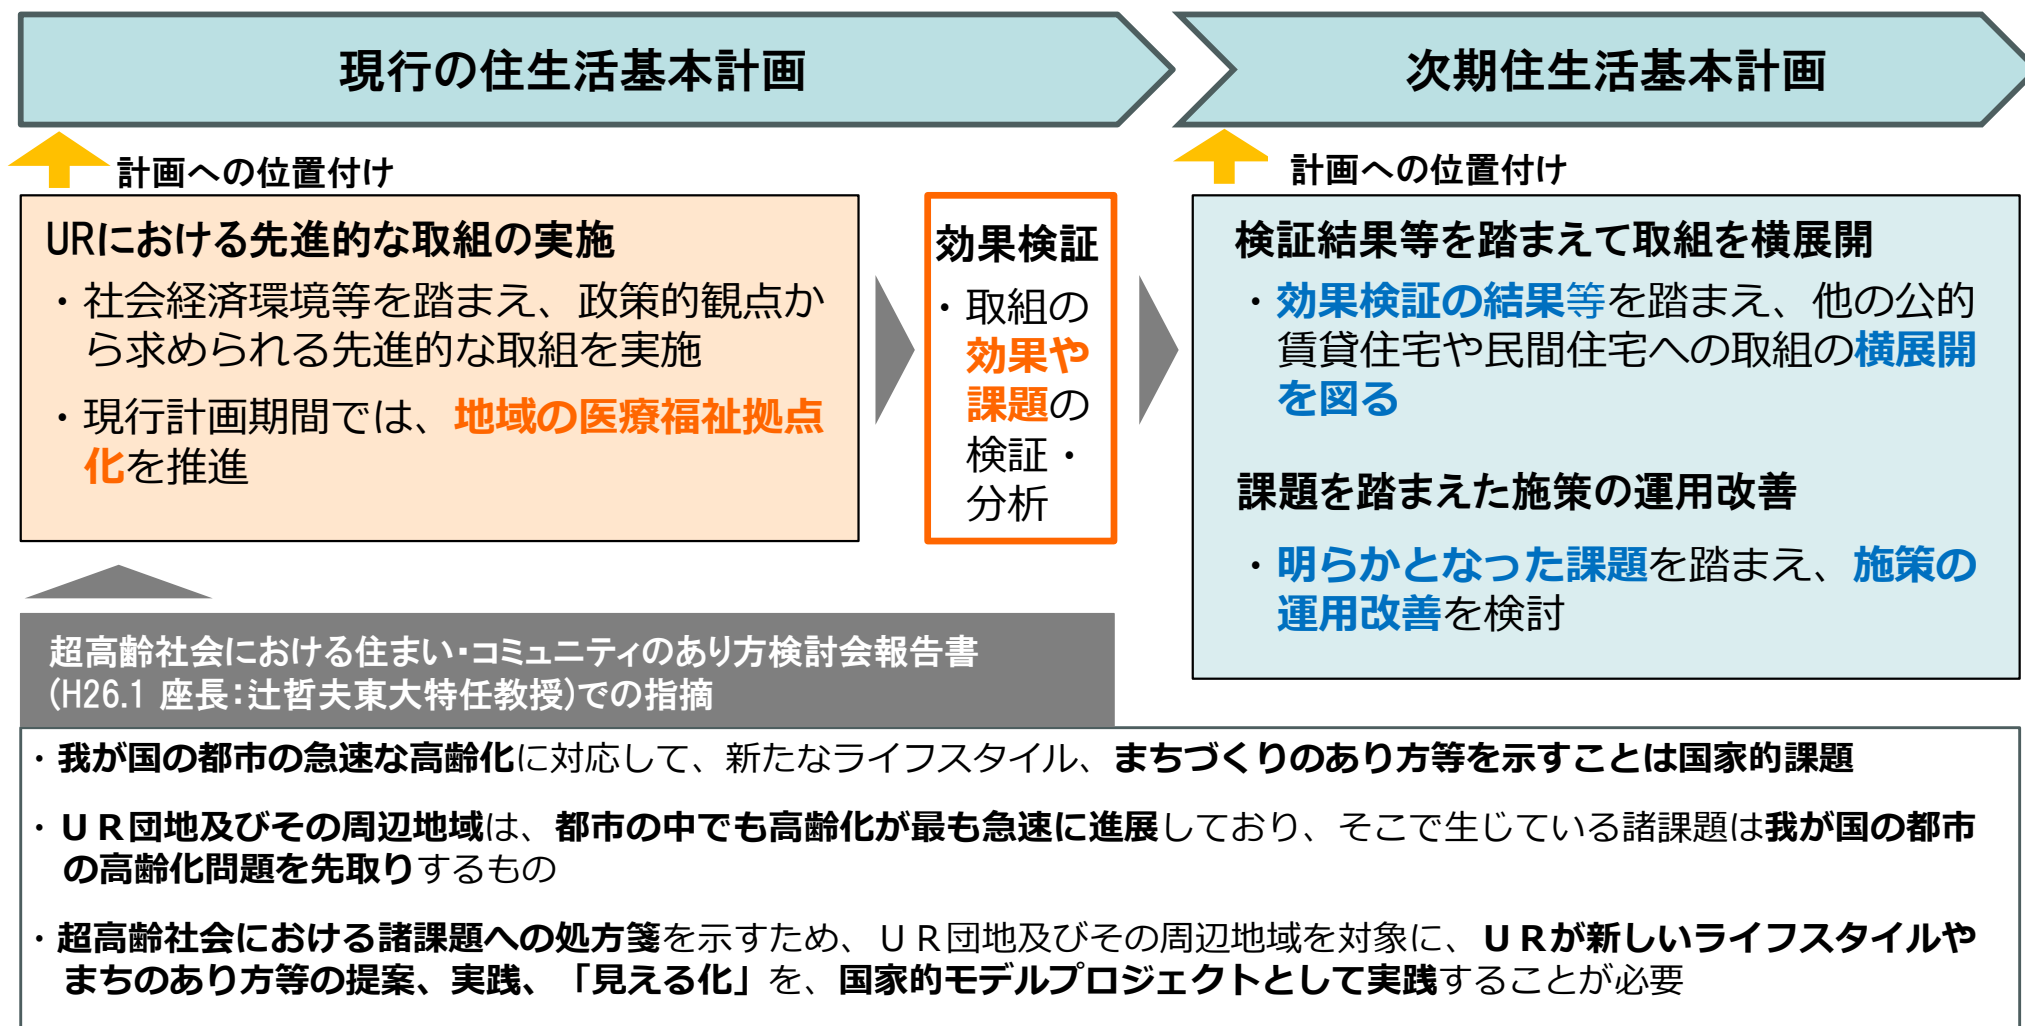 現行の住生活基本計画
次期住生活基本計画
計画への位置付け
計画への位置付け
URにおける先進的な取組の実施
・社会経済環境等を踏まえ、政策的観点か
ら求められる先進的な取組を実施
・現行計画期間では、地域の医療福祉拠点
化を推進
効果検証
・取組の
効果や
課題の
検証・
分析
検証結果等を踏まえて取組を横展開
・効果検証の結果等を踏まえ、他の公的
賃貸住宅や民間住宅への取組の横展開
を図る
課題を踏まえた施策の運用改善
・明らかとなった課題を踏まえ、施策の
運用改善を検討
超高齢社会における住まい・コミュニティのあり方検討会報告書
(H26.1 座長：辻哲夫東大特任教授)での指摘
・我が国の都市の急速な高齢化に対応して、新たなライフスタイル、まちづくりのあり方等を示すことは国家的課題
・ＵＲ団地及びその周辺地域は、都市の中でも高齢化が最も急速に進展しており、そこで生じている諸課題は我が国の都市
の高齢化問題を先取りするもの
・超高齢社会における諸課題への処方箋を示すため、ＵＲ団地及びその周辺地域を対象に、ＵＲが新しいライフスタイルや
まちのあり方等の提案、実践、「見える化」を、国家的モデルプロジェクトとして実践することが必要